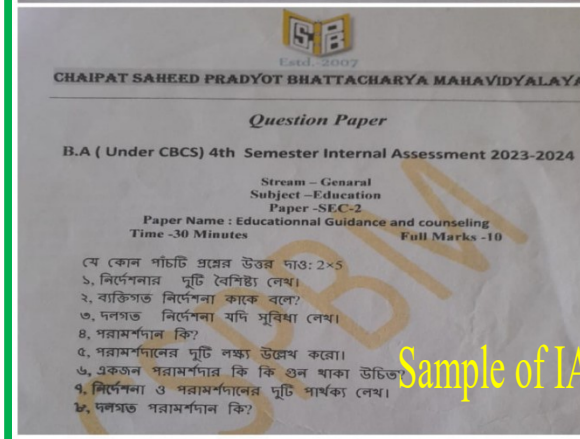 SPB
Estd.-2007
CHAIPAT SAHEED PRADYOT BHATTACHARYA MAHAVIDYALAYA
Question Paper
B.A ( Under CBCS) 4th Semester Internal Assessment 2023-2024
Stream – Genaral
Subject –Education
Paper -SEC-2
Paper Name : Educationnal Guidance and counseling
Time -30 Minutes Full Marks -10
যে কোন পাঁচটি প্রশ্নের উত্তর দাও: 2×5
১, নির্দেশনার দুটি বৈশিষ্ট্য লেখ।
২, ব্যক্তিগত নির্দেশনা কাকে বলে?
৩, দলগত নির্দেশনা যদি সুবিধা লেখ।
৪, পরামর্শদান কি?
৫, পরামর্শদানের দুটি লক্ষ্য উল্লেখ করো।
৬, একজন পরামর্শদার কি কি গুন থাকা উচিত?
৭, নির্দেশনা ও পরামর্শদানের দুটি পার্থক্য লেখ।
৮, দলগত পরামর্শদান কি?
Sample of IA
SPBM